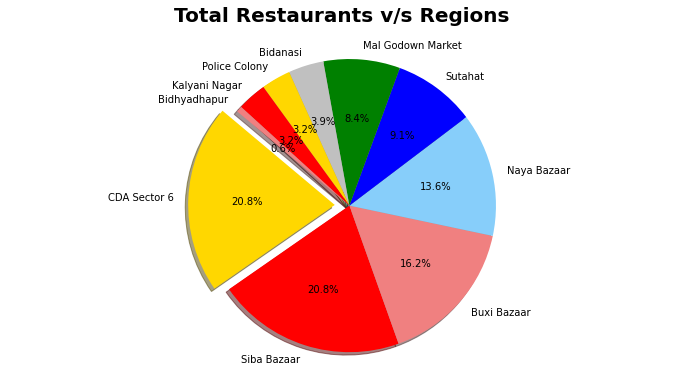 Total Restaurants v/s Regions
Mal Godown Market
Bidanasi
Police Colony
Sutahat
Kalyani Nagar
Bidhyadhapur
8.4%
3.9%
3.2%
9.1%
3.2%
0.6%
Naya Bazaar
13.6%
CDA Sector 6
20.8%
16.2%
20.8%
Buxi Bazaar
Siba Bazaar